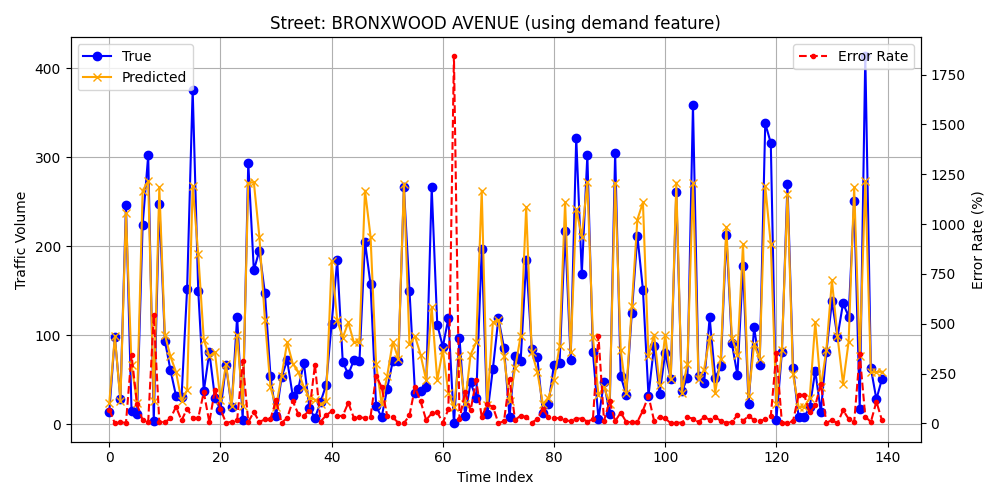 Street: BRONXWOOD AVENUE (using demand feature)
True
Predicted
Error Rate
400
300
200
100
0
Traffic Volume
1750
1500
1250
1000
750
500
250
0
Error Rate (%)
0 20 40 60 80 100 120 140
Time Index